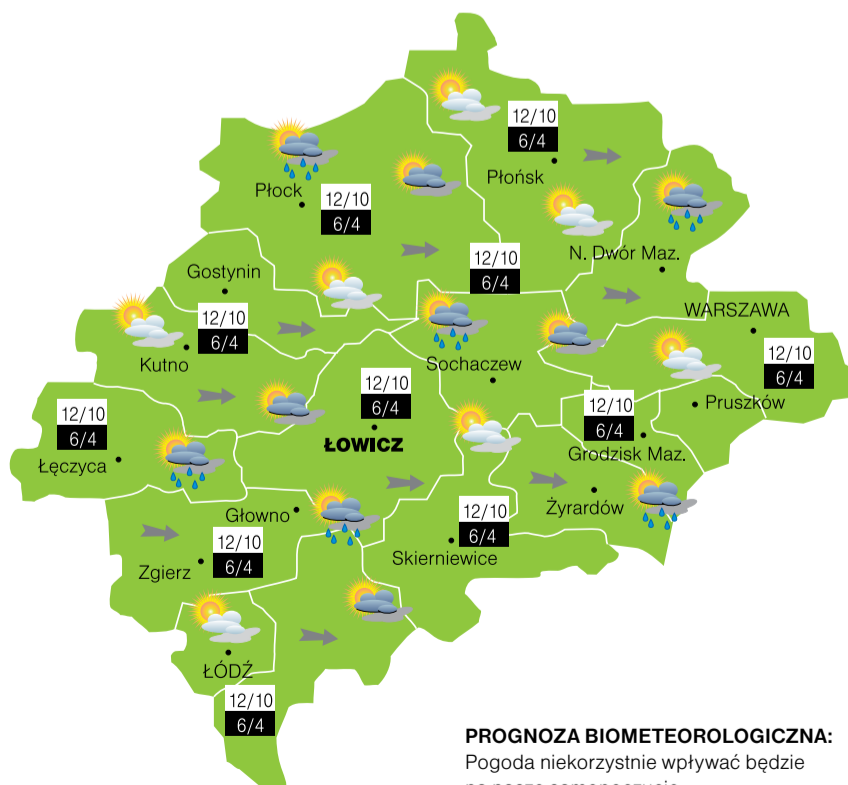 12/10
6/4
Płońsk
Płock
12/10
6/4
N. Dwór Maz.
12/10
6/4
Gostynin
WARSZAWA
12/10
6/4
Kutno
Sochaczew
12/10
6/4
12/10
6/4
ŁOWICZ
12/10
6/4
Pruszków
12/10
6/4
Łęczyca
Grodzisk Maz.
Żyrardów
Głowno
12/10
6/4
Skierniewice
12/10
6/4
Zgierz
ŁÓDŹ
12/10
6/4
PROGNOZA BIOMETEOROLOGICZNA:
Pogoda niekorzystnie wpływać będzie
na nasze samopoczucie